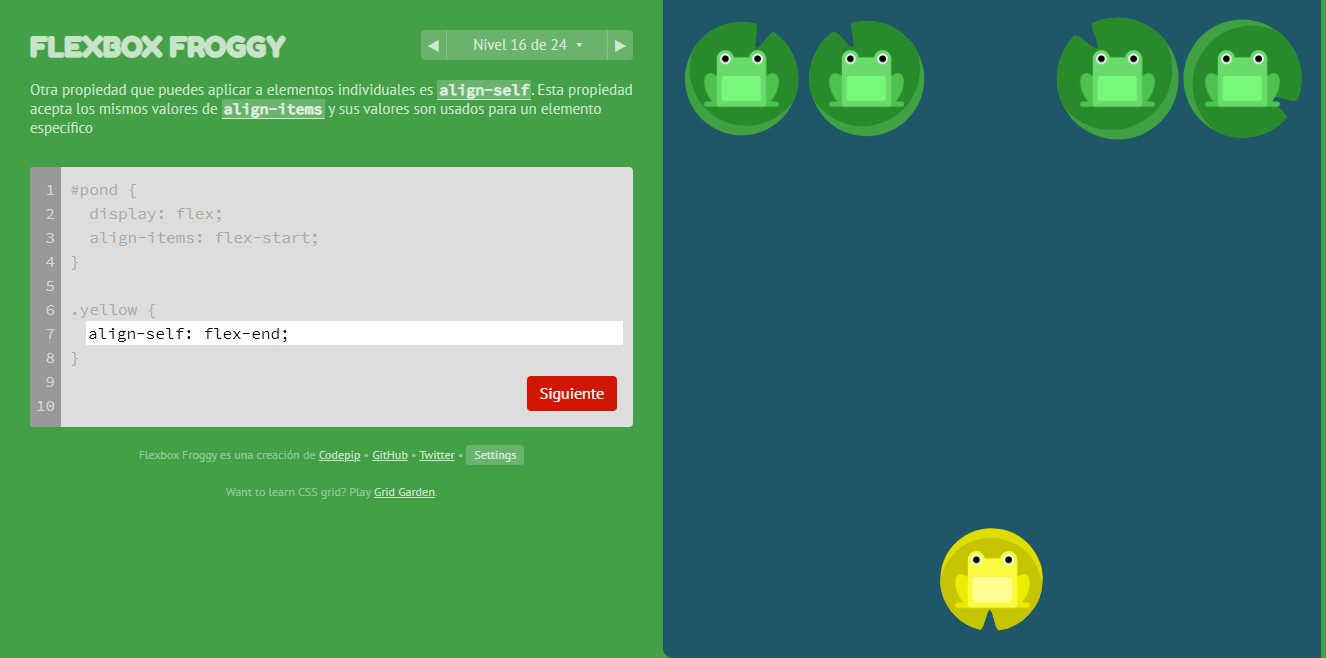 FLEXBOX FROGGY
◀ Nivel 16 de 24 ▾ ▶
Otra propiedad que puedes aplicar a elementos individuales es align-self. Esta propiedad
acepta los mismos valores de align-items y sus valores son usados para un elemento
específico
1 #pond {
2 display: flex;
3 align-items: flex-start;
4 }
5
6 .yellow {
7 align-self: flex-end;
8 }
9
10
Siguiente
Flexbox Froggy es una creación de Codepip • GitHub • Twitter • Settings
Want to learn CSS grid? Play Grid Garden.